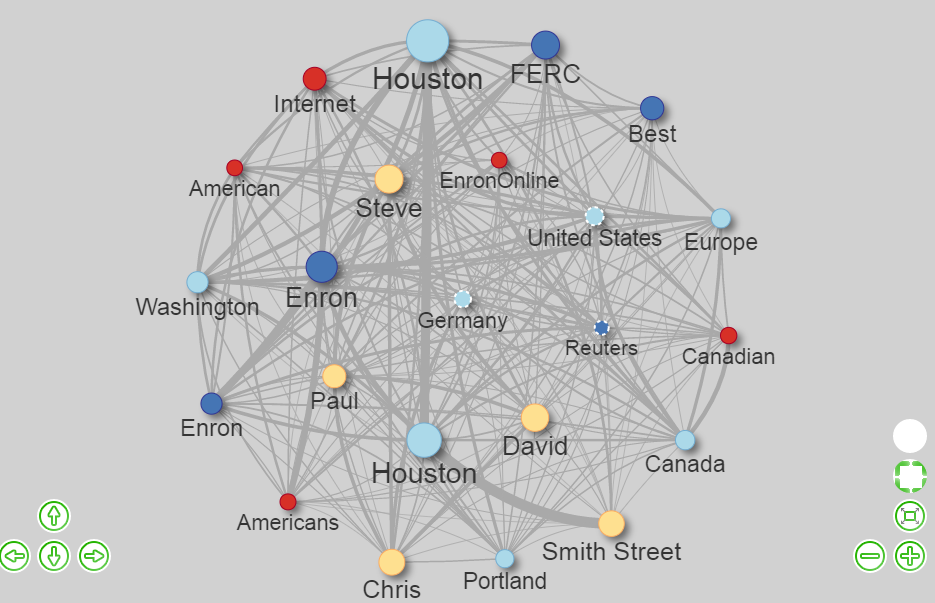 Houston
FERC
Internet
Best
EnronOnline
American
Steve
United States
Europe
Enron
Washington
Germany
Reuters
Canadian
Paul
Enron
David
Canada
Houston
Americans
Smith Street
Chris
Portland